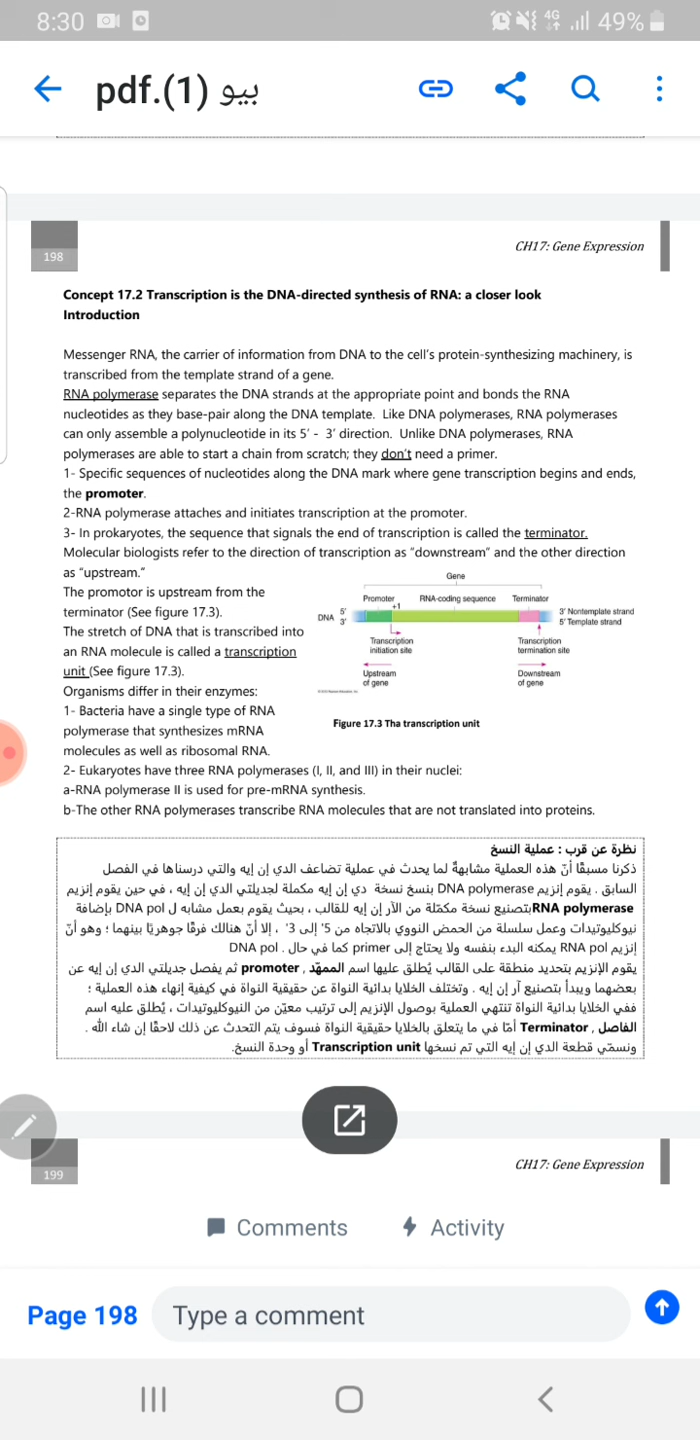 8:30
4G
49%
بيو (1).pdf
198
CH17: Gene Expression
Concept 17.2 Transcription is the DNA-directed synthesis of RNA: a closer look
Introduction
Messenger RNA, the carrier of information from DNA to the cell's protein-synthesizing machinery, is
transcribed from the template strand of a gene.
RNA polymerase separates the DNA strands at the appropriate point and bonds the RNA
nucleotides as they base-pair along the DNA template. Like DNA polymerases, RNA polymerases
can only assemble a polynucleotide in its 5' - 3' direction. Unlike DNA polymerases, RNA
polymerases are able to start a chain from scratch; they don't need a primer.
1- Specific sequences of nucleotides along the DNA mark where gene transcription begins and ends,
the promoter.
2-RNA polymerase attaches and initiates transcription at the promoter.
3- In prokaryotes, the sequence that signals the end of transcription is called the terminator.
Molecular biologists refer to the direction of transcription as "downstream" and the other direction
as "upstream."
The promotor is upstream from the
terminator (See figure 17.3).
The stretch of DNA that is transcribed into
an RNA molecule is called a transcription
unit (See figure 17.3).
Organisms differ in their enzymes:
1- Bacteria have a single type of RNA
polymerase that synthesizes mRNA
molecules as well as ribosomal RNA.
Gene
Promoter RNA-coding sequence Terminator
+1
DNA 5' 3' Nontemplate strand
3' 5' Template strand
Transcription Transcription
initiation site termination site
Upstream Downstream
of gene of gene
Figure 17.3 Tha transcription unit
2- Eukaryotes have three RNA polymerases (I, II, and III) in their nuclei:
a-RNA polymerase II is used for pre-mRNA synthesis.
b-The other RNA polymerases transcribe RNA molecules that are not translated into proteins.
نظرة عن قرب : عملية النسخ
ذكرنا مسبقًا أنّ هذه العملية مشابهةً لما يحدث في عملية تضاعف الدي إن إيه والتي درسناها في الفصل
السابق . يقوم إنزيم DNA polymerase بنسخ نسخة دي إن إيه مكملة لجديلتي الدي إن إيه ، في حين يقوم إنزيم
RNA polymerase بتصنيع نسخة مكمّلة من الآر إن إيه للقالب ، بحيث يقوم بعمل مشابه ل DNA pol بإضافة
نيوكليوتيدات وعمل سلسلة من الحمض النووي بالاتجاه من 5' إلى 3' ، إلا أنّ هنالك فرقًا جوهريًا بينهما ؛ وهو أنّ
إنزيم RNA pol يمكنه البدء بنفسه ولا يحتاج إلى primer كما في حال . DNA pol
يقوم الإنزيم بتحديد منطقة على القالب يُطلق عليها اسم الممهّد , promoter ثم يفصل جديلتي الدي إن إيه عن
بعضهما ويبدأ بتصنيع آر إن إيه . وتختلف الخلايا بدائية النواة عن حقيقية النواة في كيفية إنهاء هذه العملية ؛
ففي الخلايا بدائية النواة تنتهي العملية بوصول الإنزيم إلى ترتيب معيّن من النيوكليوتيدات ، يُطلق عليه اسم
الفاصل , Terminator أمّا في ما يتعلق بالخلايا حقيقية النواة فسوف يتم التحدث عن ذلك لاحقًا إن شاء الله .
ونسمّي قطعة الدي إن إيه التي تم نسخها Transcription unit أو وحدة النسخ.
199
CH17: Gene Expression
Comments
Activity
Page 198
Type a comment